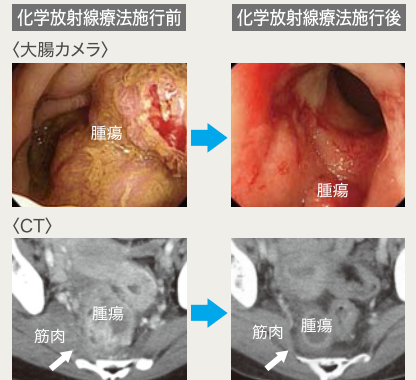 化学放射線療法施行前
化学放射線療法施行後
〈大腸カメラ〉
腫瘍
腫瘍
〈CT〉
腫瘍
筋肉
腫瘍
筋肉